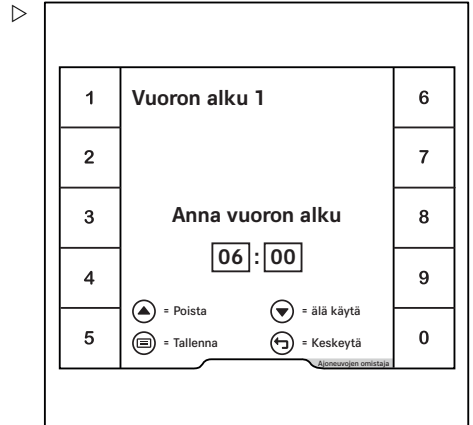 Vuoron alku 1
1
2
3
4
5
6
7
8
9
0
Anna vuoron alku
06 : 00
= Poista
= älä käytä
= Tallenna
= Keskeytä
Ajoneuvojen omistaja